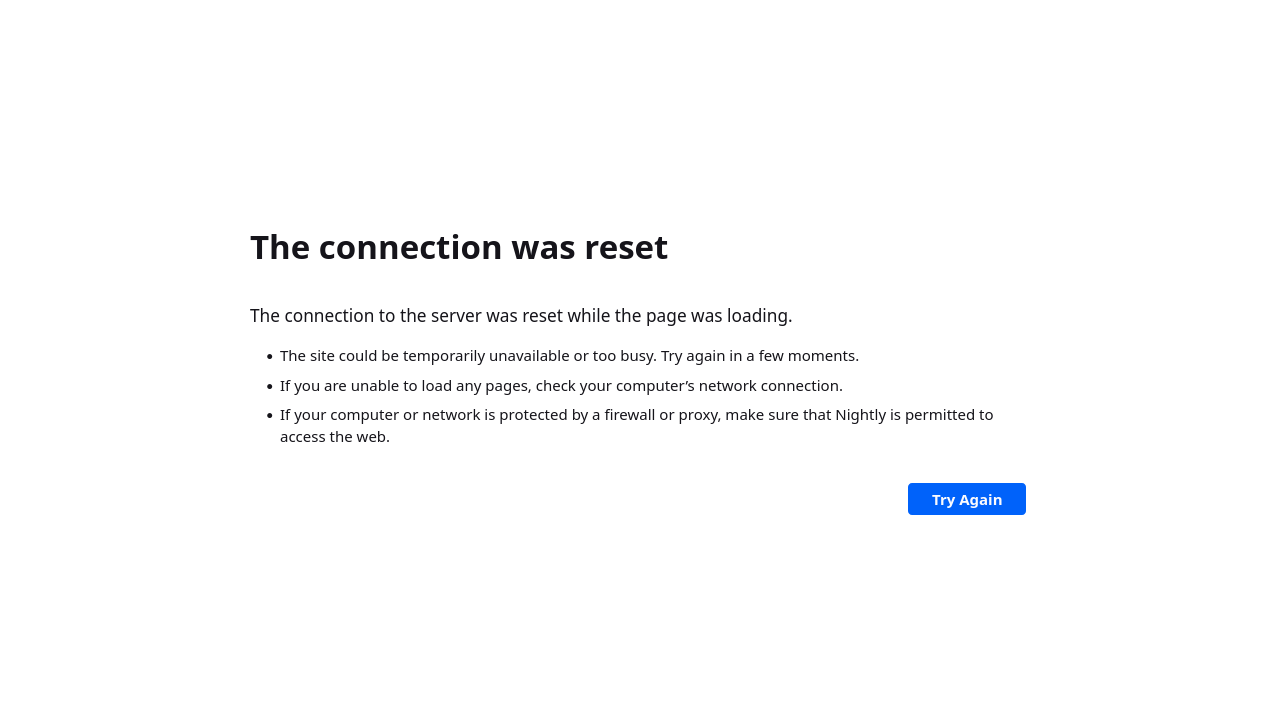 The connection was reset
The connection to the server was reset while the page was loading.
• The site could be temporarily unavailable or too busy. Try again in a few moments.
• If you are unable to load any pages, check your computer’s network connection.
• If your computer or network is protected by a firewall or proxy, make sure that Nightly is permitted to
access the web.
Try Again